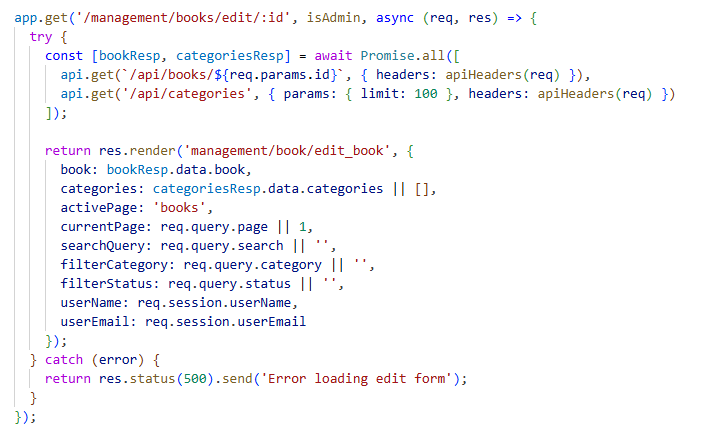 app.get('/management/books/edit/:id', isAdmin, async (req, res) => {
  try {
    const [bookResp, categoriesResp] = await Promise.all([
      api.get(`/api/books/${req.params.id}`, { headers: apiHeaders(req) }),
      api.get('/api/categories', { params: { limit: 100 }, headers: apiHeaders(req) })
    ]);

    return res.render('management/book/edit_book', {
      book: bookResp.data.book,
      categories: categoriesResp.data.categories || [],
      activePage: 'books',
      currentPage: req.query.page || 1,
      searchQuery: req.query.search || '',
      filterCategory: req.query.category || '',
      filterStatus: req.query.status || '',
      userName: req.session.userName,
      userEmail: req.session.userEmail
    });
  } catch (error) {
    return res.status(500).send('Error loading edit form');
  }
});